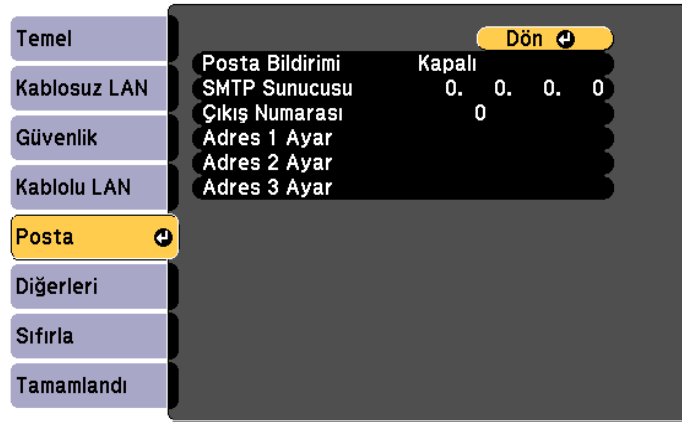 Temel
Kablosuz LAN
Güvenlik
Kablolu LAN
Posta
Diğerleri
Sıfırla
Tamamlandı
Dön
Posta Bildirimi Kapalı
SMTP Sunucusu 0. 0. 0. 0
Çıkış Numarası 0
Adres 1 Ayar
Adres 2 Ayar
Adres 3 Ayar